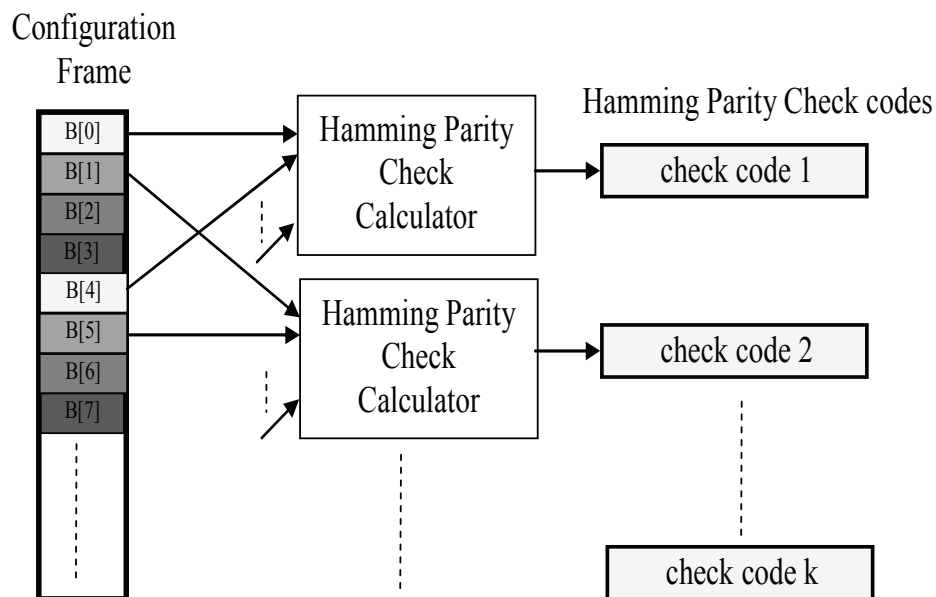 Configuration
Frame
B[0]
B[1]
B[2]
B[3]
B[4]
B[5]
B[6]
B[7]
Hamming Parity
Check
Calculator
Hamming Parity
Check
Calculator
Hamming Parity Check codes
check code 1
check code 2
check code k